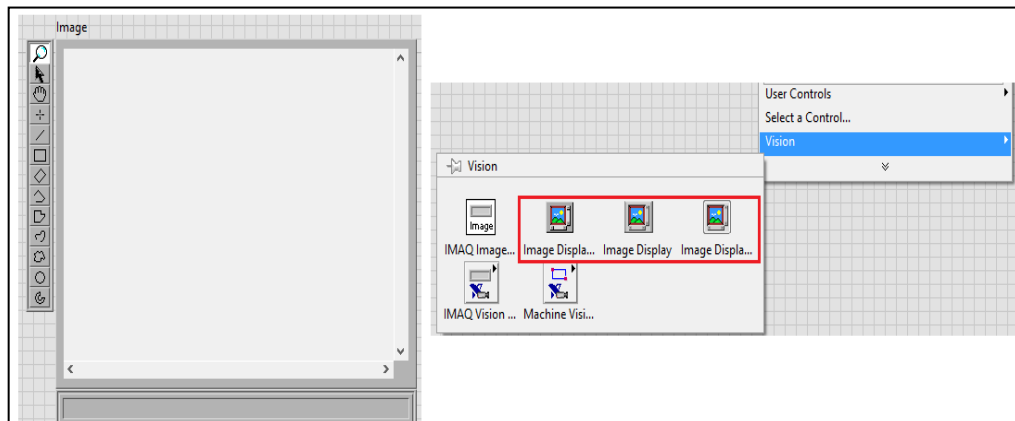 Image
User Controls
Select a Control...
Vision
Vision
Image
IMAQ Image... Image Displa... Image Display Image Displa...
IMAQ Vision ... Machine Visi...